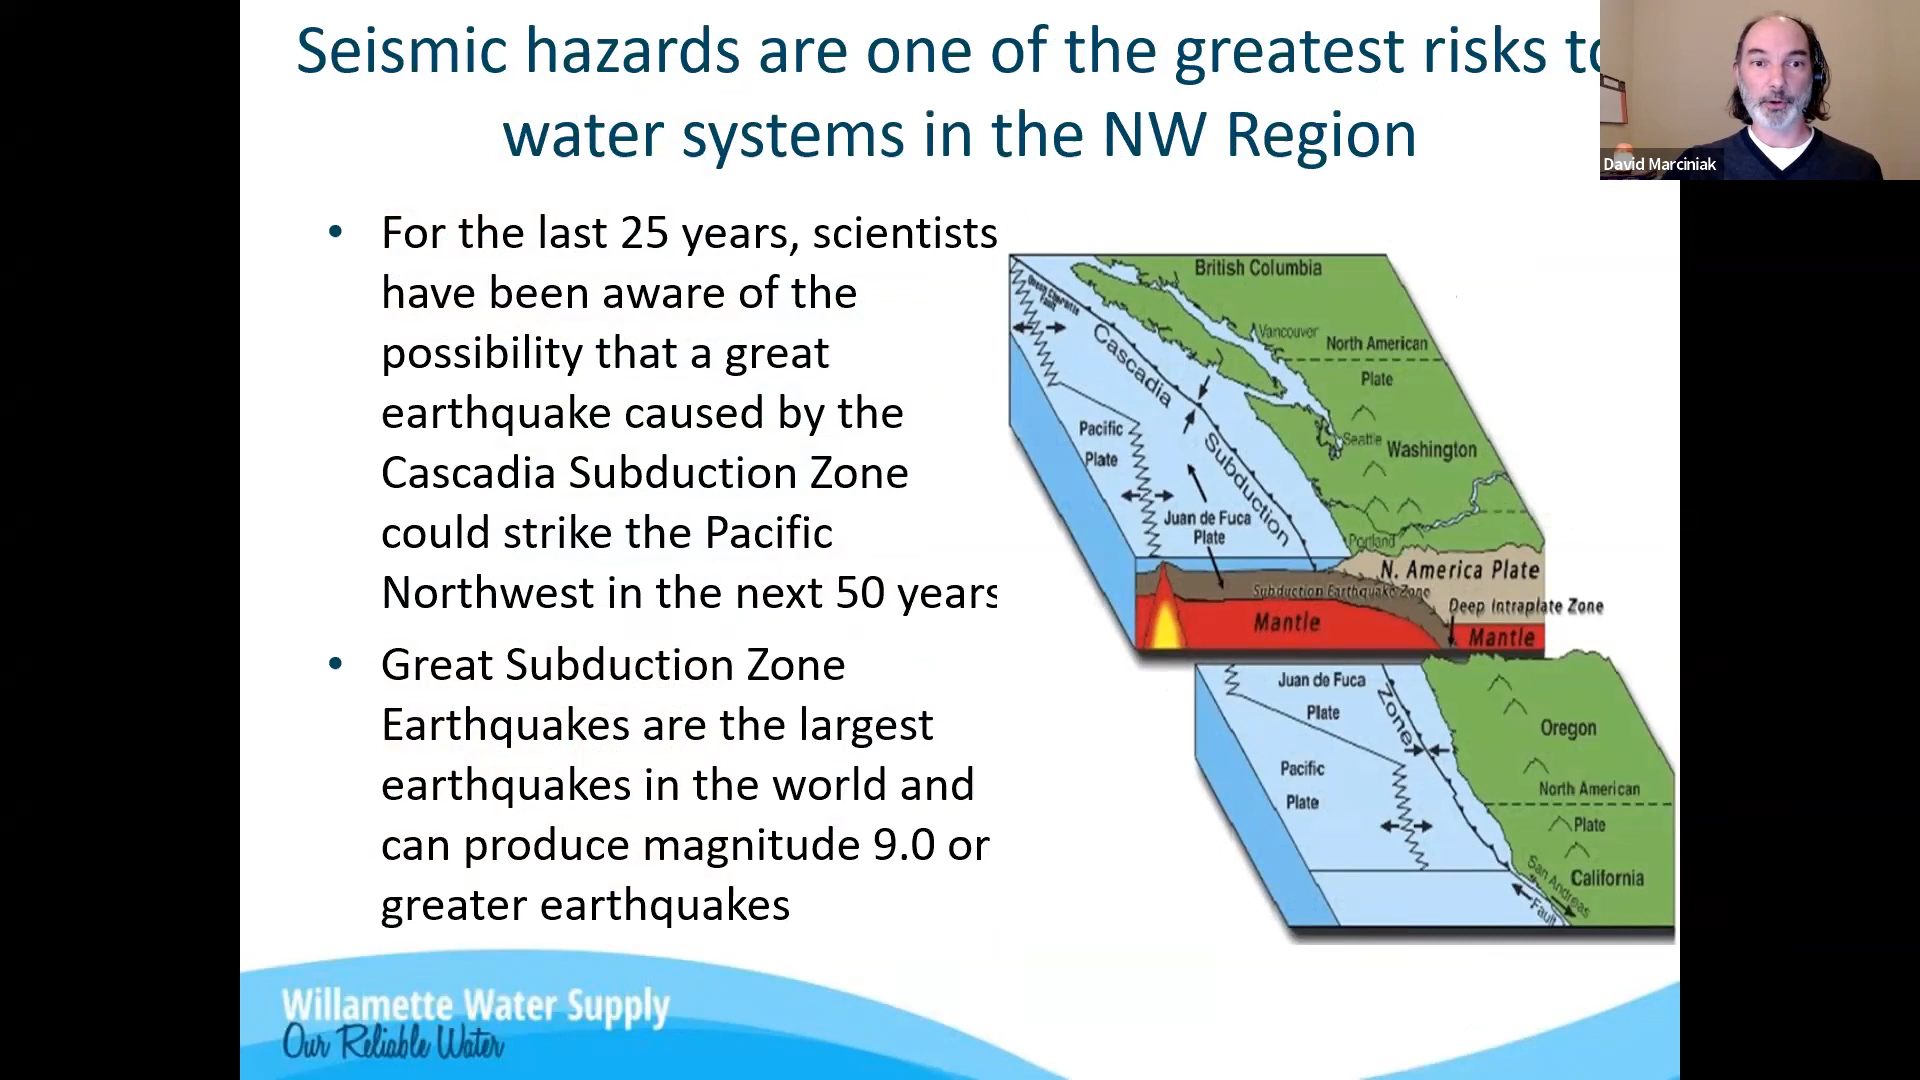 Seismic hazards are one of the greatest risks to
water systems in the NW Region
David Marciniak
• For the last 25 years, scientists
have been aware of the
possibility that a great
earthquake caused by the
Cascadia Subduction Zone
could strike the Pacific
Northwest in the next 50 years
• Great Subduction Zone
Earthquakes are the largest
earthquakes in the world and
can produce magnitude 9.0 or
greater earthquakes
British Columbia
Queen Charlotte
Fault
Vancouver
North American
Plate
Cascadia
Subduction
Pacific
Plate
Seattle
Washington
Juan de Fuca
Plate
Portland
N. America Plate
Subduction Earthquake Zone
Deep Intraplate Zone
Mantle
Mantle
Juan de Fuca
Plate
Zone
Oregon
Pacific
Plate
North American
Plate
San Andreas
Fault
California
Willamette Water Supply
Our Reliable Water